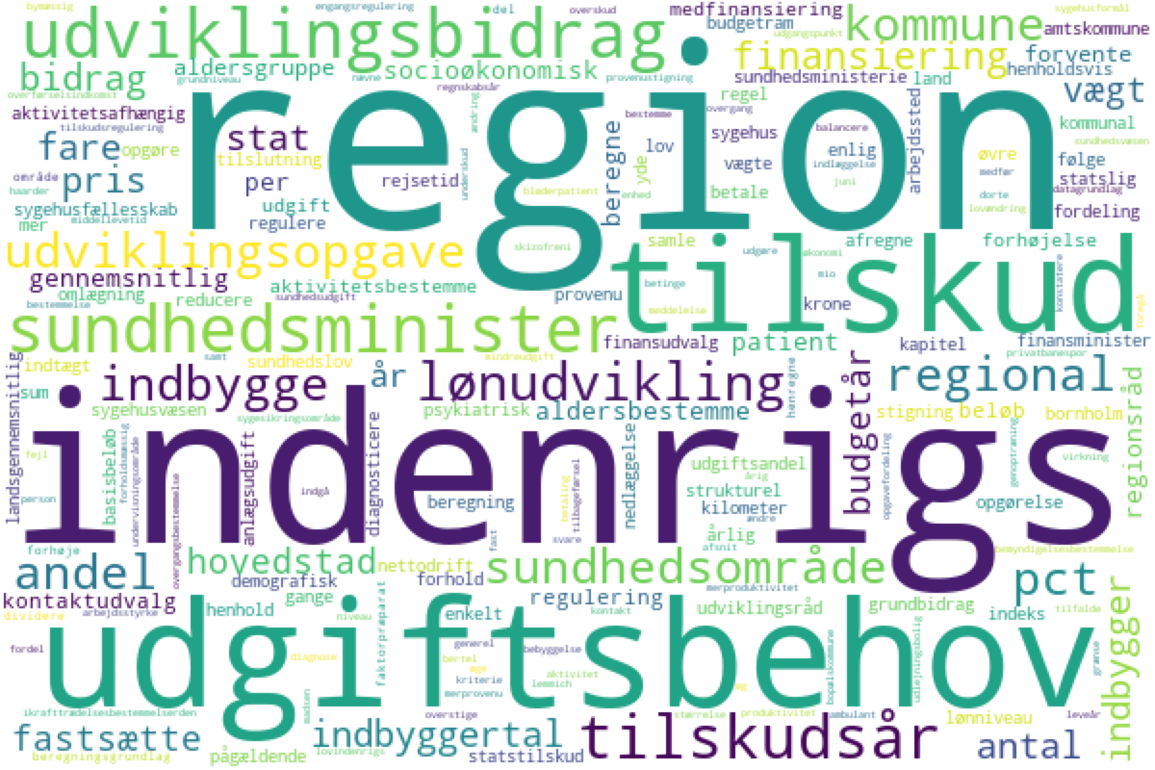 bymæssig
engangsregulering
del
overskud
medfinansiering
sygehusformål
udviklingsbidrag
budgetramme
kommune
amtskommune
udgangspunkt
finansiering
forvente
bidrag
aldersgruppe
socioøkonomisk
henholdsvis
grundniveau
nævne
provenustigning
sundhedsministerie
land
overførselsindkomst
regnskabsår
regel
vægt
aktivitetsafhængig
region
ændring
bestemme
overgang
arbejdssted
kommunal
tilskudsregulering
stat
sygehus
balancere
sundhedsvæsen
fare
opgøre
tilslutning
beregne
lov
enlig
øvre
følge
vægte
indlæggelse
område
pris
per
rejsetid
underskud
yde
medfør
statslig
haarder
bløderpatient
enhed
betale
juni
datagrundlag
middellevetid
udgift
dorte
lovændring
sygehusfællesskab
fordeling
mer
regulere
udviklingsopgave
skizofreni
samle
tilskud
afregne
forhøjelse
udgøre
økonomi
gennemsnitlig
konstatere
aktivitetsbestemme
mio
betinge
omlægning
reducere
sundhedsudgift
provenu
krone
bestemmelse
meddelelse
foregå
sundhedsminister
finansudvalg
patient
kapitel
finansminister
samt
mindreudgift
privatbanespor
indtægt
sundhedslov
landsgennemsnitlig
indbygge
år
lønudvikling
henregne
budgetår
regional
regionsråd
sum
sygehusvæsen
sygesikringsområde
psykiatrisk
aldersbestemme
stigning
beløb
bornholm
indenrigs
fejl
basisbeløb
forholdsmæssig
undervisningsområde
anlægsudgift
diagnosticere
nedlæggelse
udgiftsandel
opgavefordeling
genoptræning
virkning
årig
indgå
strukturel
person
overgangsbestemmelse
beregning
betaling
tilbageførsel
kilometer
opgørelse
ændre
fast
svare
årlig
afsnit
forhøje
hovedstad
nettodrift
sundhedsområde
bemyndigelsesbestemmelse
andel
demografisk
forhold
merproduktivitet
pct
indbygger
kontaktudvalg
gange
regulering
grundbidrag
arbejdsstyrke
henhold
niveau
faktorpræparat
enkelt
kontakt
udviklingsråd
indeks
tilfalde
dividere
udgiftsbehov
fordel
generel
bebyggelse
bopælskommune
udlejningsbolig
grænse
diagnose
bertel
øge
kriterie
aktivitet
lemmich
merprovenu
madsen
ikrafttrædelsesbestemmelserden
overstige
størrelse
produktivitet
ambulant
lønniveau
leveår
fastsætte
indbyggertal
tilskudsår
antal
beregningsgrundlag
pågældende
lovindenrigs
statstilskud